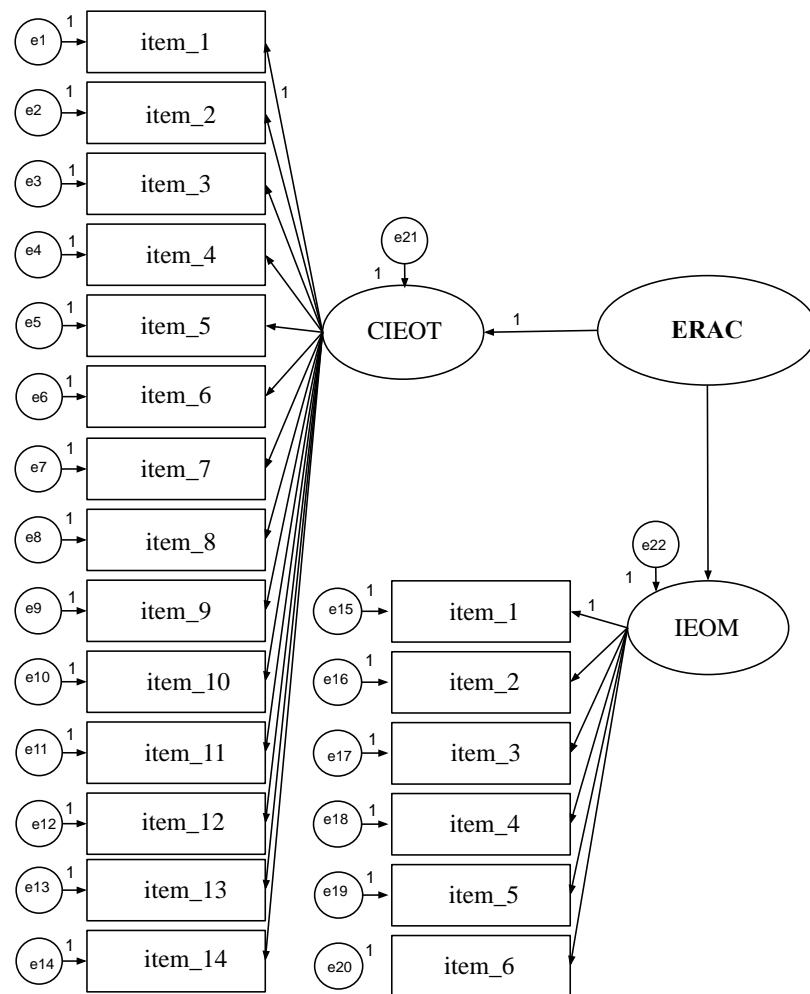 e1 1 item_1
1
e2 1 item_2
e3 1 item_3
e4 1 item_4
e21
1
e5 1 item_5
CIEOT
1
ERAC
e6 1 item_6
e7 1 item_7
e8 1 item_8
e22
1
e9 1 item_9
e15 1 item_1
1
IEOM
e10 1 item_10
e16 1 item_2
e11 1 item_11
e17 1 item_3
e12 1 item_12
e18 1 item_4
e13 1 item_13
e19 1 item_5
e14 1 item_14
e20 1 item_6